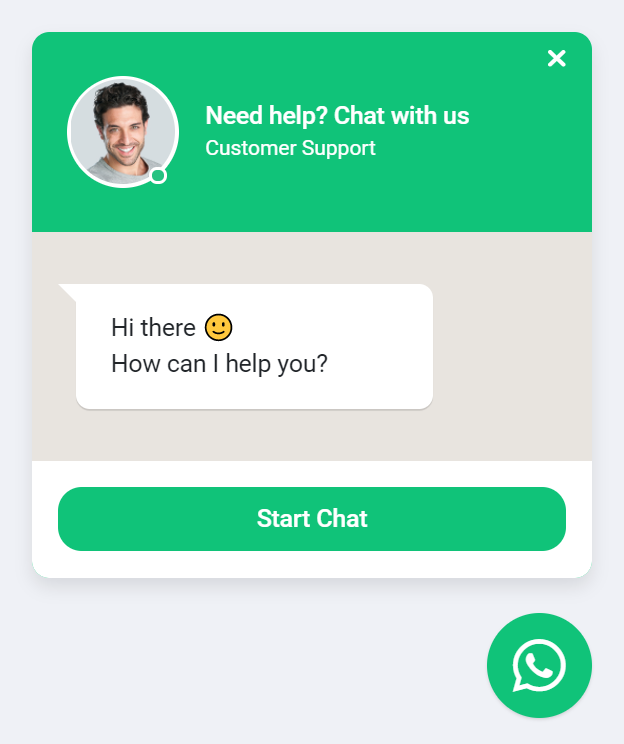 Need help? Chat with us
Customer Support
Hi there 🙂
How can I help you?
Start Chat